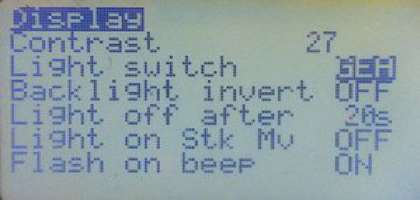 Display
Contrast 27
Light switch GEA
Backlight invert OFF
Light off after 20s
Light on Stk Mv OFF
Flash on beep ON